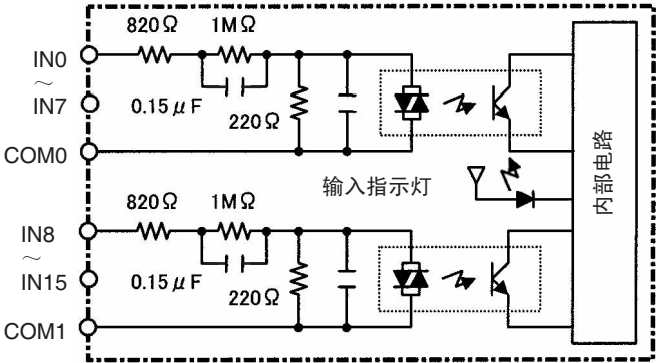 820Ω 1MΩ
IN0
~
IN7
0.15μF
220Ω
COM0
输入指示灯
内部电路
820Ω 1MΩ
IN8
~
IN15
0.15μF
220Ω
COM1